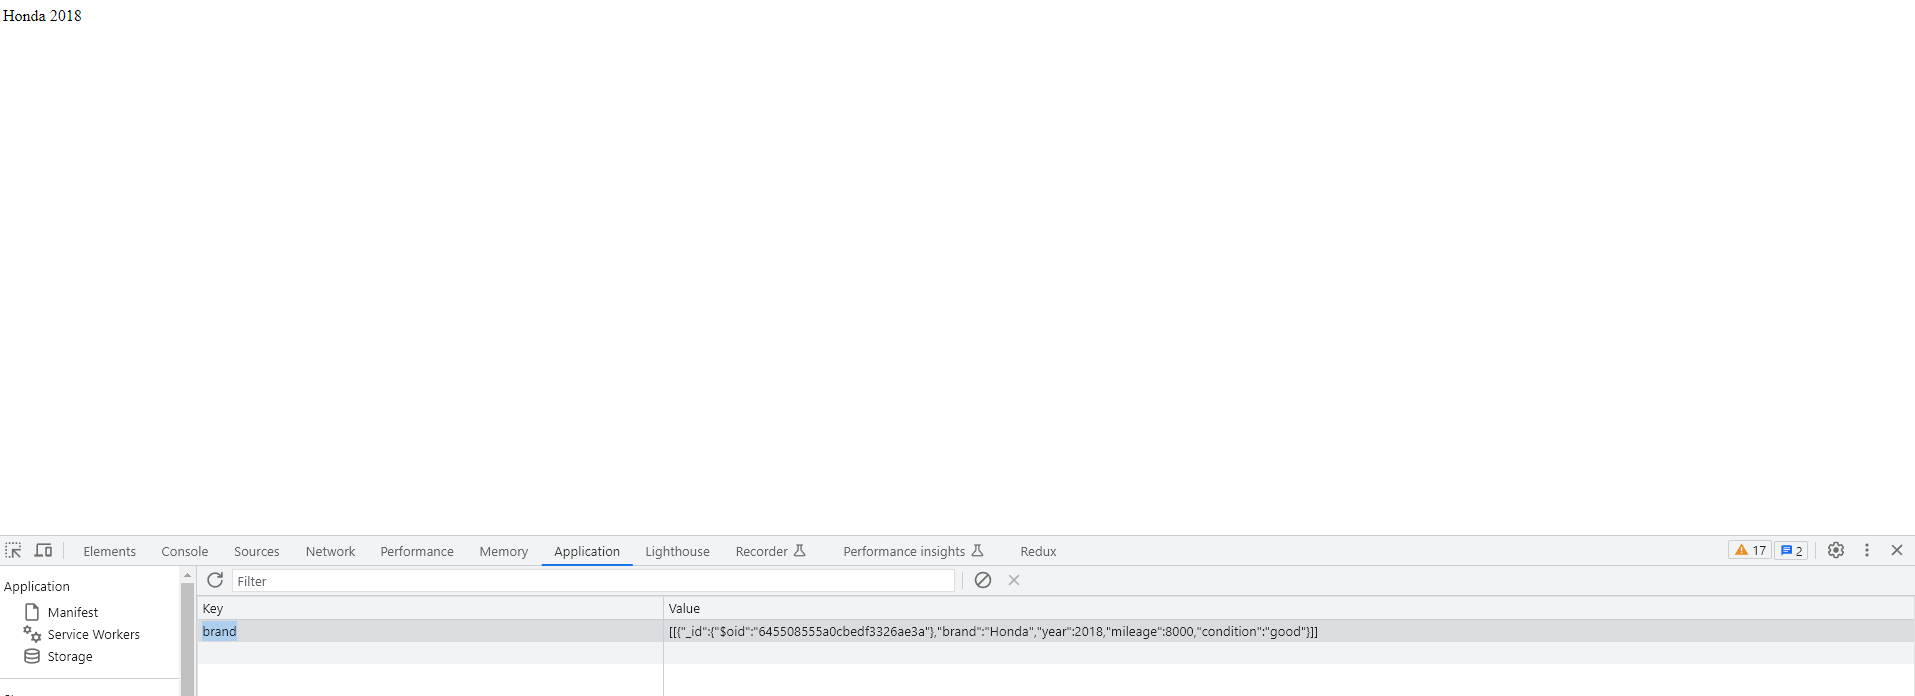 Honda 2018
Elements Console Sources Network Performance Memory Application Lighthouse Recorder Performance insights Redux 17 2
Application
Manifest
Service Workers
Storage
Filter
Key Value
brand [[{"_id":{"$oid":"645508555a0cbedf3326ae3a"},"brand":"Honda","year":2018,"mileage":8000,"condition":"good"}]]